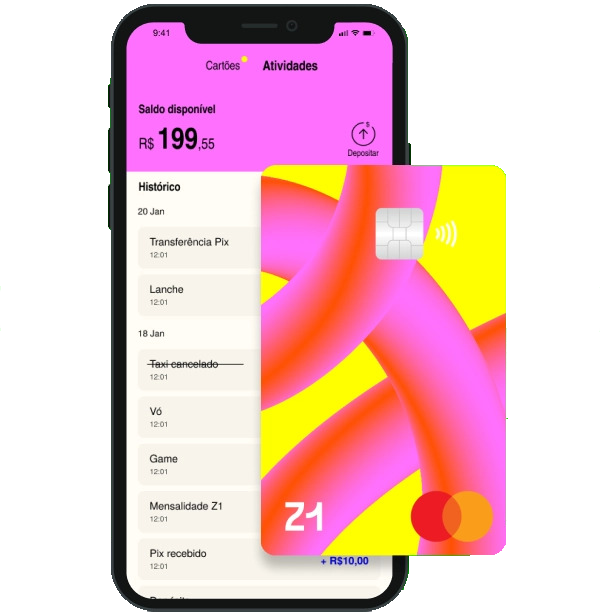 9:41
Cartões Atividades
Saldo disponível
R$ 199,55
5
Depositar
Histórico
20 Jan
Transferência Pix
12:01
Lanche
12:01
18 Jan
Taxi cancelado
12:01
Vó
12:01
Game
12:01
Mensalidade Z1
12:01
Pix recebido
12:01
+ R$10,00
Z1